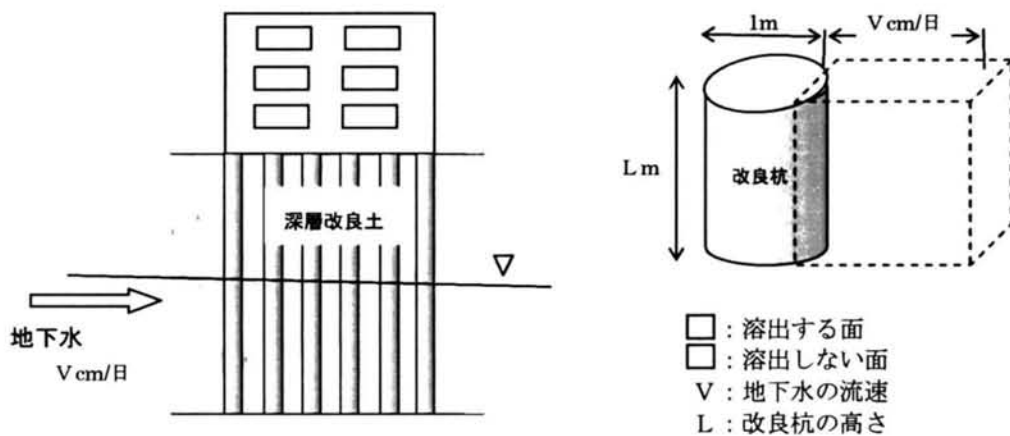 深層改良土
地下水
V cm/日
1m
V cm/日
L m
改良杭
□：溶出する面
□：溶出しない面
V：地下水の流速
L：改良杭の高さ